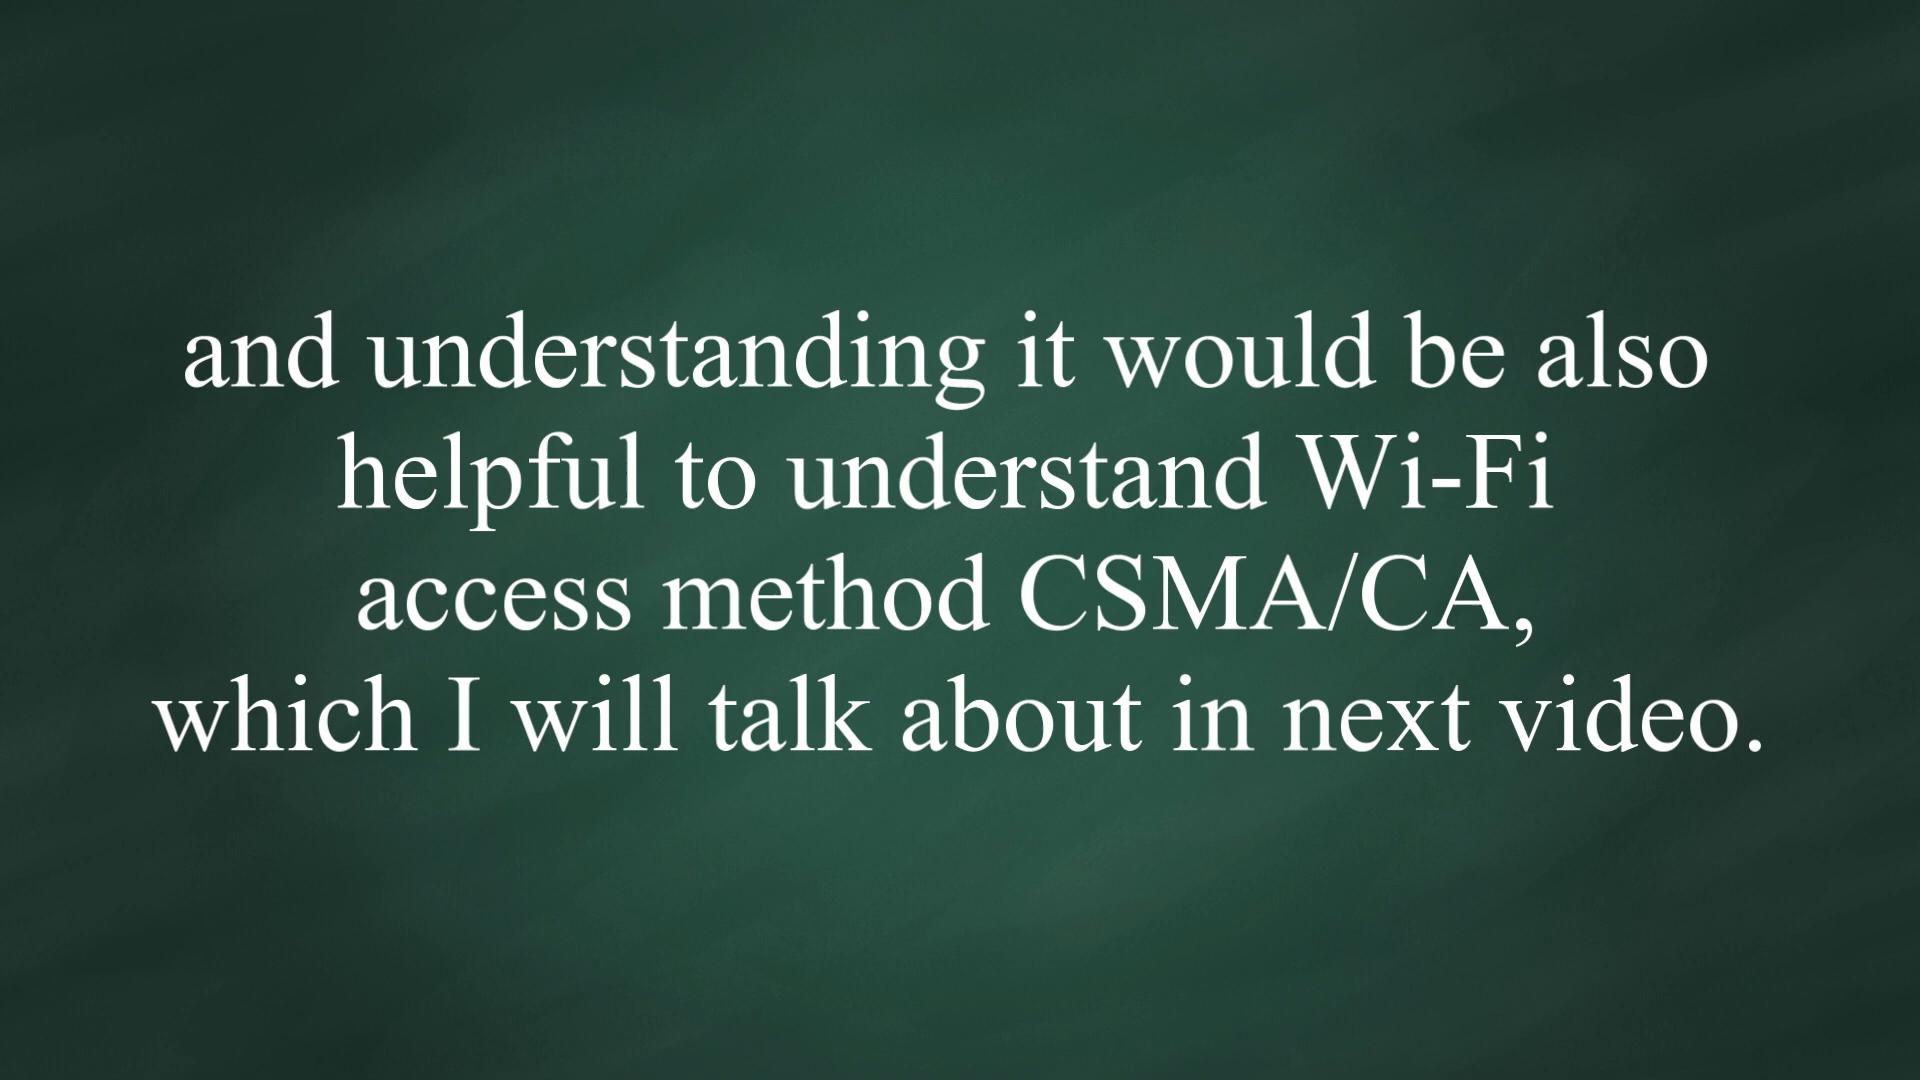 and understanding it would be also
helpful to understand Wi-Fi
access method CSMA/CA,
which I will talk about in next video.